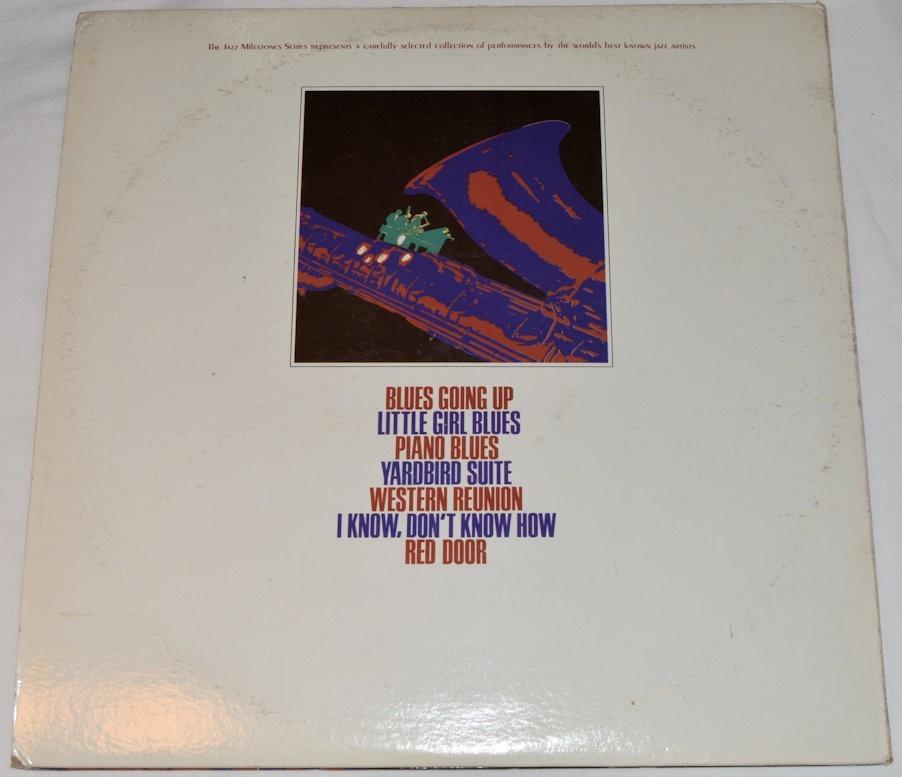 The Jazz Milestones Series represents a carefully selected collection of performances by the world's best known jazz artists
BLUES GOING UP
LITTLE GIRL BLUES
PIANO BLUES
YARDBIRD SUITE
WESTERN REUNION
I KNOW, DON'T KNOW HOW
RED DOOR